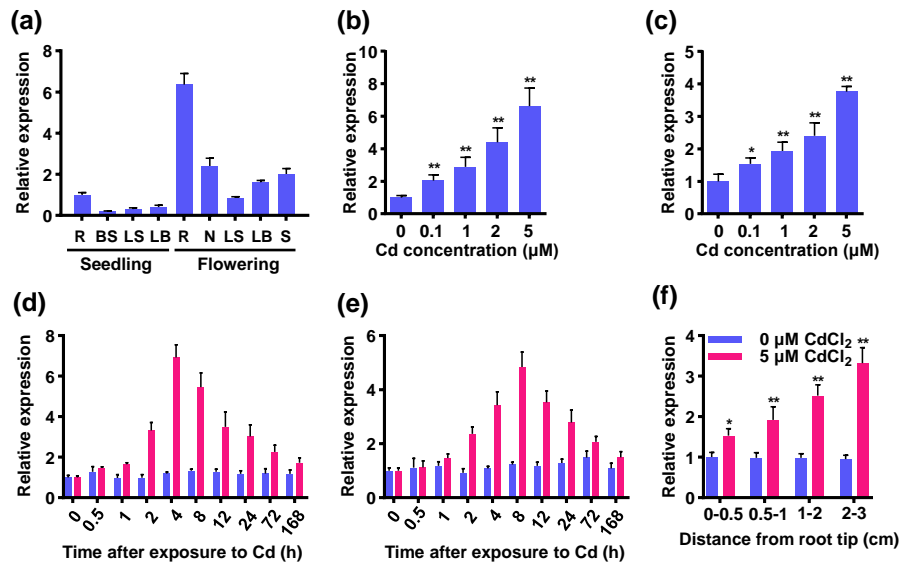 (a)
Relative expression
8
6
4
2
0
R BS LS LB R N LS LB S
Seedling Flowering
(b)
Relative expression
10
8
6
4
2
0
** ** ** **
0 0.1 1 2 5
Cd concentration (µM)
(c)
Relative expression
5
4
3
2
1
0
* ** ** **
0 0.1 1 2 5
Cd concentration (µM)
(d)
Relative expression
8
6
4
2
0
0 0.5 1 2 4 8 12 24 72 168
Time after exposure to Cd (h)
(e)
Relative expression
6
4
2
0
0 0.5 1 2 4 8 12 24 72 168
Time after exposure to Cd (h)
(f)
0 µM CdCl2
5 µM CdCl2
Relative expression
4
3
2
1
0
* ** ** **
0-0.5 0.5-1 1-2 2-3
Distance from root tip (cm)